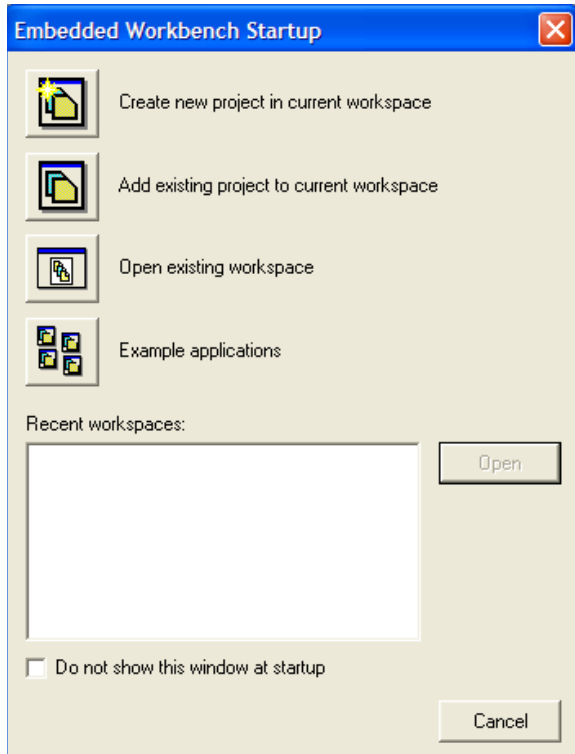 Embedded Workbench Startup
Create new project in current workspace
Add existing project to current workspace
Open existing workspace
Example applications
Recent workspaces:
Open
Do not show this window at startup
Cancel